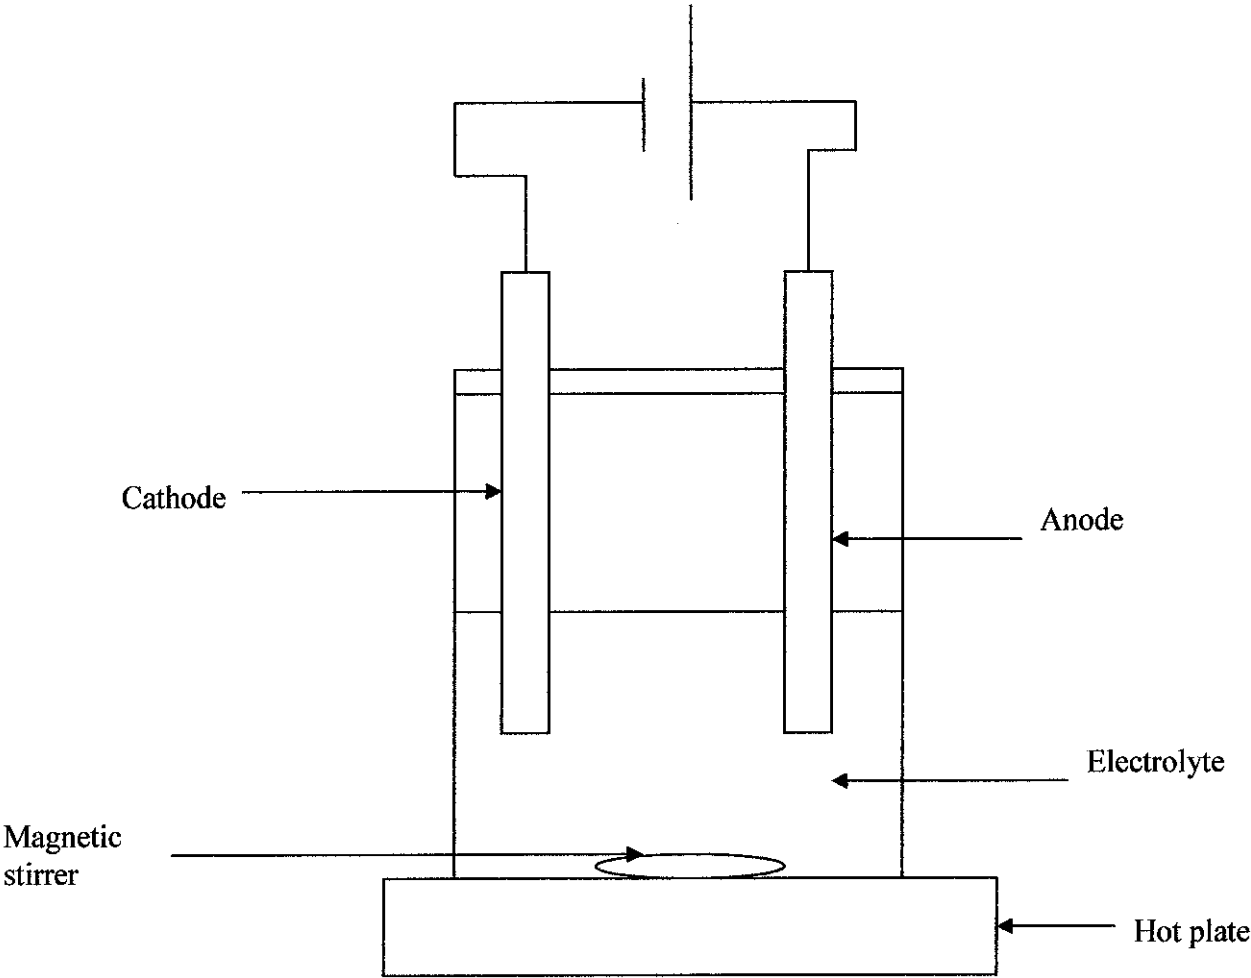 Cathode
Anode
Electrolyte
Magnetic
stirrer
Hot plate